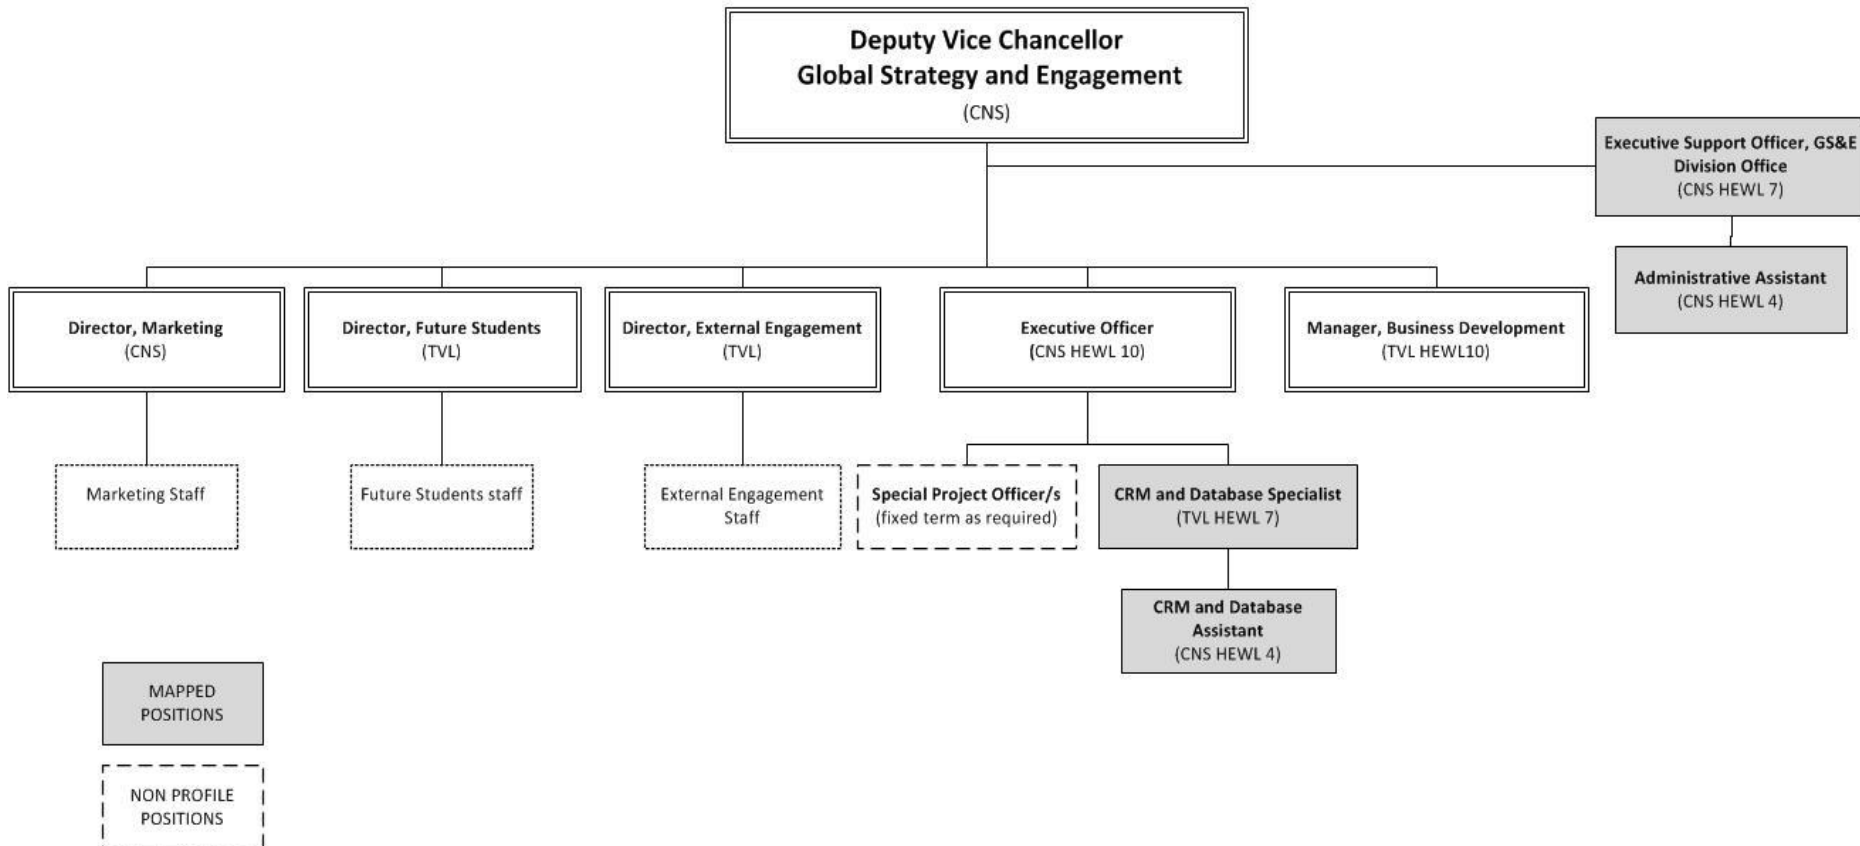 Deputy Vice Chancellor
Global Strategy and Engagement
(CNS)
Executive Support Officer, GS&E
Division Office
(CNS HEWL 7)
Administrative Assistant
(CNS HEWL 4)
Director, Marketing
(CNS)
Director, Future Students
(TVL)
Director, External Engagement
(TVL)
Executive Officer
(CNS HEWL 10)
Manager, Business Development
(TVL HEWL10)
Marketing Staff
Future Students staff
External Engagement
Staff
Special Project Officer/s
(fixed term as required)
CRM and Database Specialist
(TVL HEWL 7)
CRM and Database
Assistant
(CNS HEWL 4)
MAPPED
POSITIONS
NON PROFILE
POSITIONS